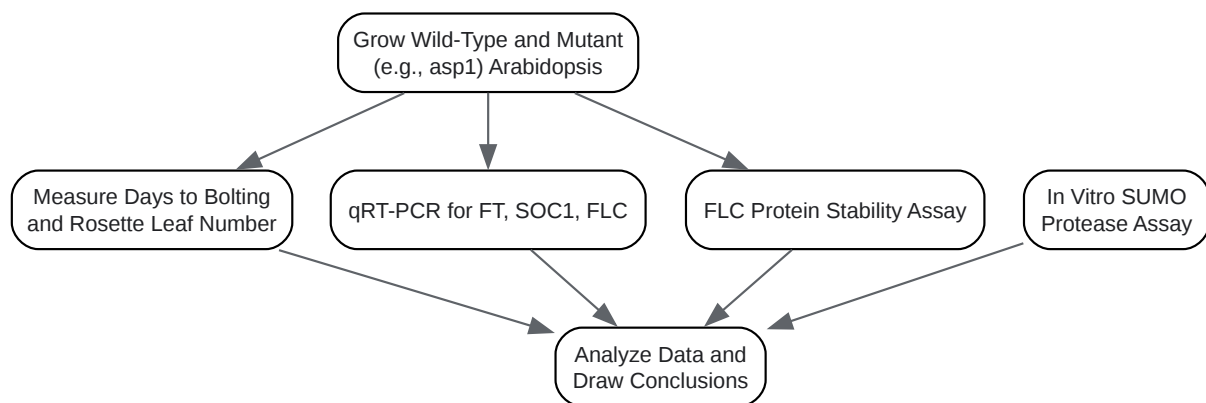 Grow Wild-Type and Mutant
(e.g., asp1) Arabidopsis
Measure Days to Bolting
and Rosette Leaf Number
qRT-PCR for FT, SOC1, FLC
FLC Protein Stability Assay
In Vitro SUMO
Protease Assay
Analyze Data and
Draw Conclusions